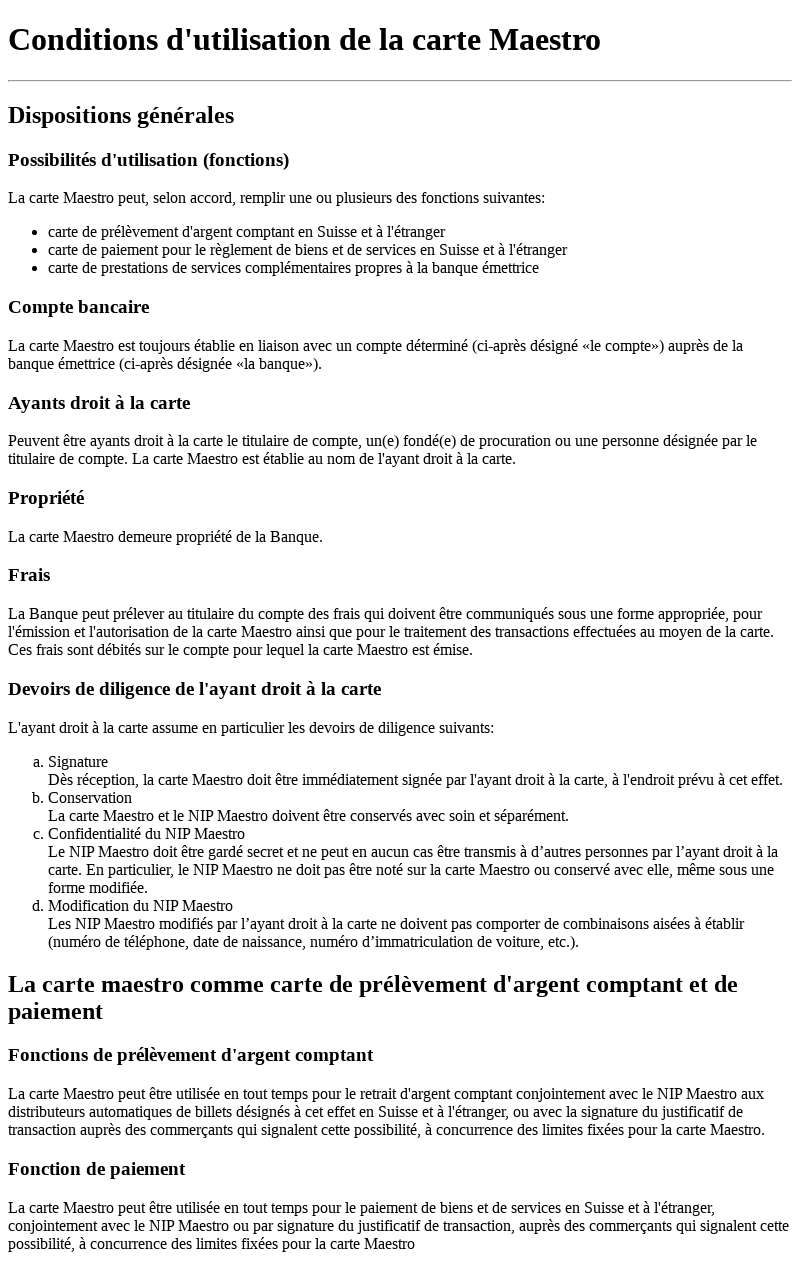 Conditions d'utilisation de la carte Maestro
Dispositions générales
Possibilités d'utilisation (fonctions)
La carte Maestro peut, selon accord, remplir une ou plusieurs des fonctions suivantes:
• carte de prélèvement d'argent comptant en Suisse et à l'étranger
• carte de paiement pour le règlement de biens et de services en Suisse et à l'étranger
• carte de prestations de services complémentaires propres à la banque émettrice
Compte bancaire
La carte Maestro est toujours établie en liaison avec un compte déterminé (ci-après désigné «le compte») auprès de la
banque émettrice (ci-après désignée «la banque»).
Ayants droit à la carte
Peuvent être ayants droit à la carte le titulaire de compte, un(e) fondé(e) de procuration ou une personne désignée par le
titulaire de compte. La carte Maestro est établie au nom de l'ayant droit à la carte.
Propriété
La carte Maestro demeure propriété de la Banque.
Frais
La Banque peut prélever au titulaire du compte des frais qui doivent être communiqués sous une forme appropriée, pour
l'émission et l'autorisation de la carte Maestro ainsi que pour le traitement des transactions effectuées au moyen de la carte.
Ces frais sont débités sur le compte pour lequel la carte Maestro est émise.
Devoirs de diligence de l'ayant droit à la carte
L'ayant droit à la carte assume en particulier les devoirs de diligence suivants:
a. Signature
Dès réception, la carte Maestro doit être immédiatement signée par l'ayant droit à la carte, à l'endroit prévu à cet effet.
b. Conservation
La carte Maestro et le NIP Maestro doivent être conservés avec soin et séparément.
c. Confidentialité du NIP Maestro
Le NIP Maestro doit être gardé secret et ne peut en aucun cas être transmis à d’autres personnes par l’ayant droit à la
carte. En particulier, le NIP Maestro ne doit pas être noté sur la carte Maestro ou conservé avec elle, même sous une
forme modifiée.
d. Modification du NIP Maestro
Les NIP Maestro modifiés par l’ayant droit à la carte ne doivent pas comporter de combinaisons aisées à établir
(numéro de téléphone, date de naissance, numéro d’immatriculation de voiture, etc.).
La carte maestro comme carte de prélèvement d'argent comptant et de
paiement
Fonctions de prélèvement d'argent comptant
La carte Maestro peut être utilisée en tout temps pour le retrait d'argent comptant conjointement avec le NIP Maestro aux
distributeurs automatiques de billets désignés à cet effet en Suisse et à l'étranger, ou avec la signature du justificatif de
transaction auprès des commerçants qui signalent cette possibilité, à concurrence des limites fixées pour la carte Maestro.
Fonction de paiement
La carte Maestro peut être utilisée en tout temps pour le paiement de biens et de services en Suisse et à l'étranger,
conjointement avec le NIP Maestro ou par signature du justificatif de transaction, auprès des commerçants qui signalent cette
possibilité, à concurrence des limites fixées pour la carte Maestro